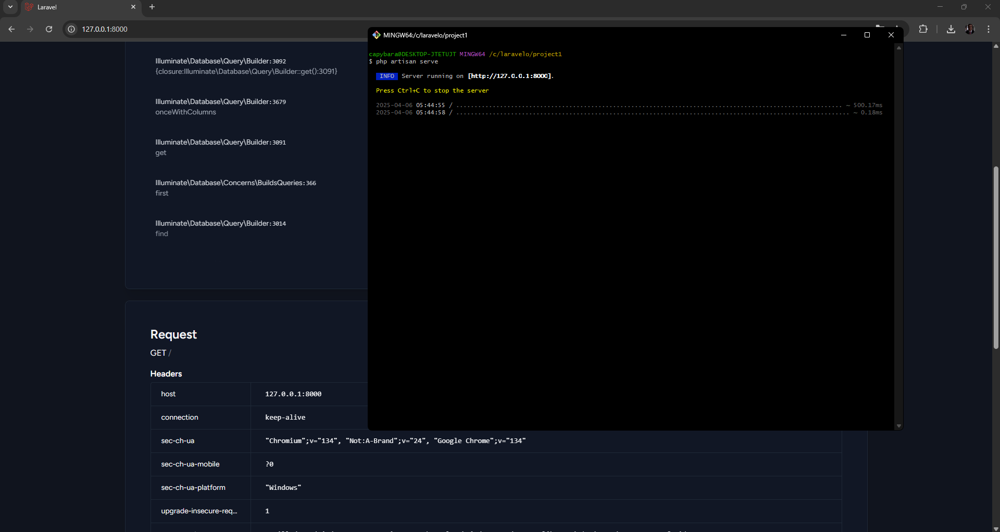 Laravel
127.0.0.1:8000
MINGW64:/c/laravelo/project1
capybara@DESKTOP-JTETUJT MINGW64 /c/laravelo/project1
$ php artisan serve
INFO Server running on [http://127.0.0.1:8000].
Press Ctrl+C to stop the server
2025-04-06 05:44:55 / ........................................................................................................... ~ 500.17ms
2025-04-06 05:44:58 / ............................................................................................................. ~ 0.18ms
Illuminate\Database\Query\Builder:3092
{closure:Illuminate\Database\Query\Builder::get():3091}
Illuminate\Database\Query\Builder:3679
onceWithColumns
Illuminate\Database\Query\Builder:3091
get
Illuminate\Database\Concerns\BuildsQueries:366
first
Illuminate\Database\Query\Builder:3014
find
Request
GET /
Headers
host 127.0.0.1:8000
connection keep-alive
sec-ch-ua "Chromium";v="134", "Not:A-Brand";v="24", "Google Chrome";v="134"
sec-ch-ua-mobile ?0
sec-ch-ua-platform "Windows"
upgrade-insecure-req... 1